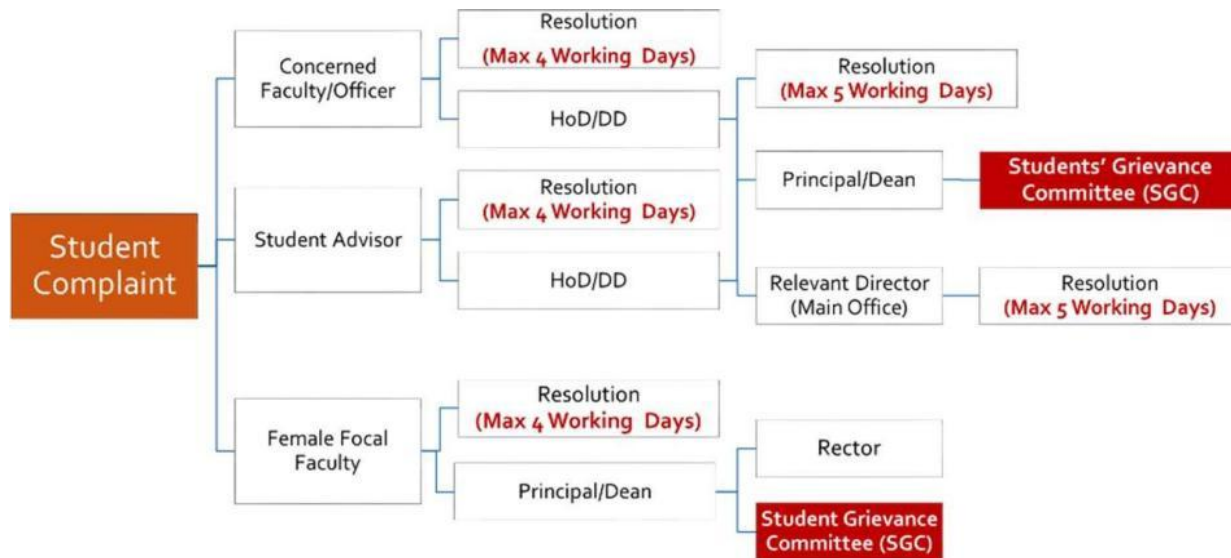 Student
Complaint
Concerned
Faculty/Officer
Resolution
(Max 4 Working Days)
HoD/DD
Resolution
(Max 5 Working Days)
Principal/Dean
Students' Grievance
Committee (SGC)
Student Advisor
Resolution
(Max 4 Working Days)
HoD/DD
Relevant Director
(Main Office)
Resolution
(Max 5 Working Days)
Female Focal
Faculty
Resolution
(Max 4 Working Days)
Principal/Dean
Rector
Student Grievance
Committee (SGC)